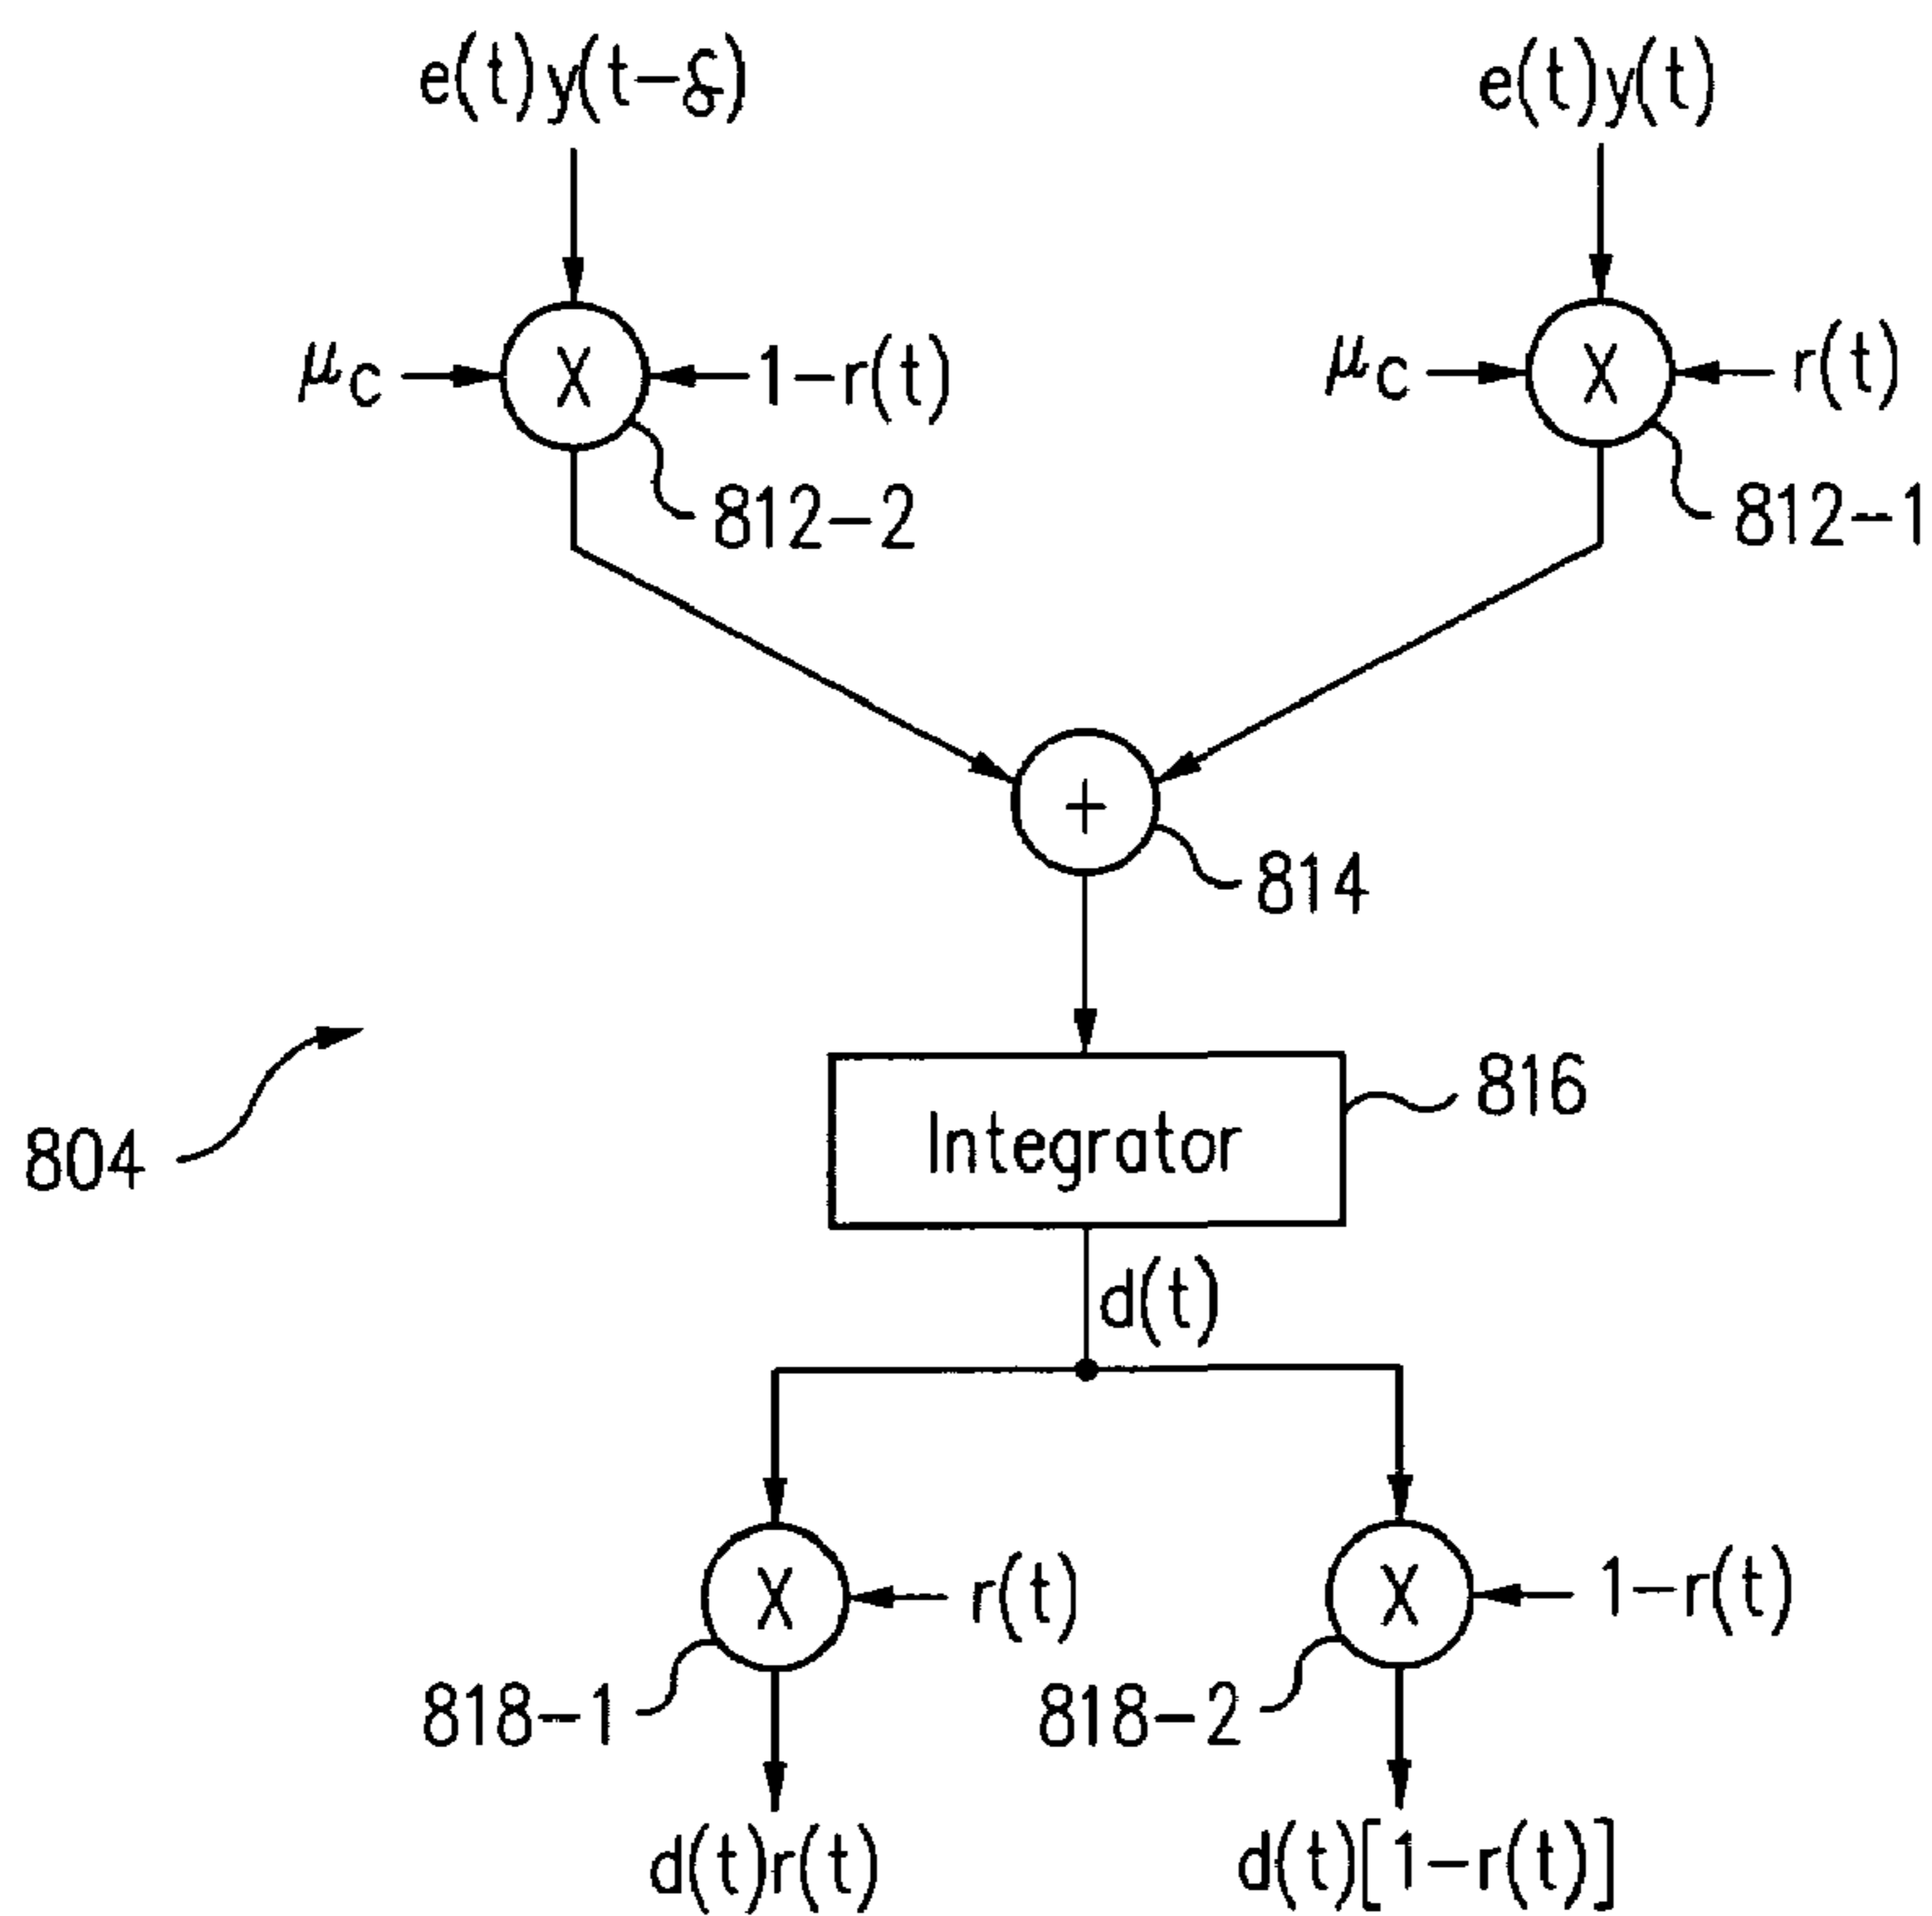 e(t)y(t-δ)
e(t)y(t)
μC
X
1-r(t)
μC
X
r(t)
812-2
812-1
+
814
816
Integrator
804
d(t)
X
r(t)
X
1-r(t)
818-1
818-2
d(t)r(t)
d(t)[1-r(t)]